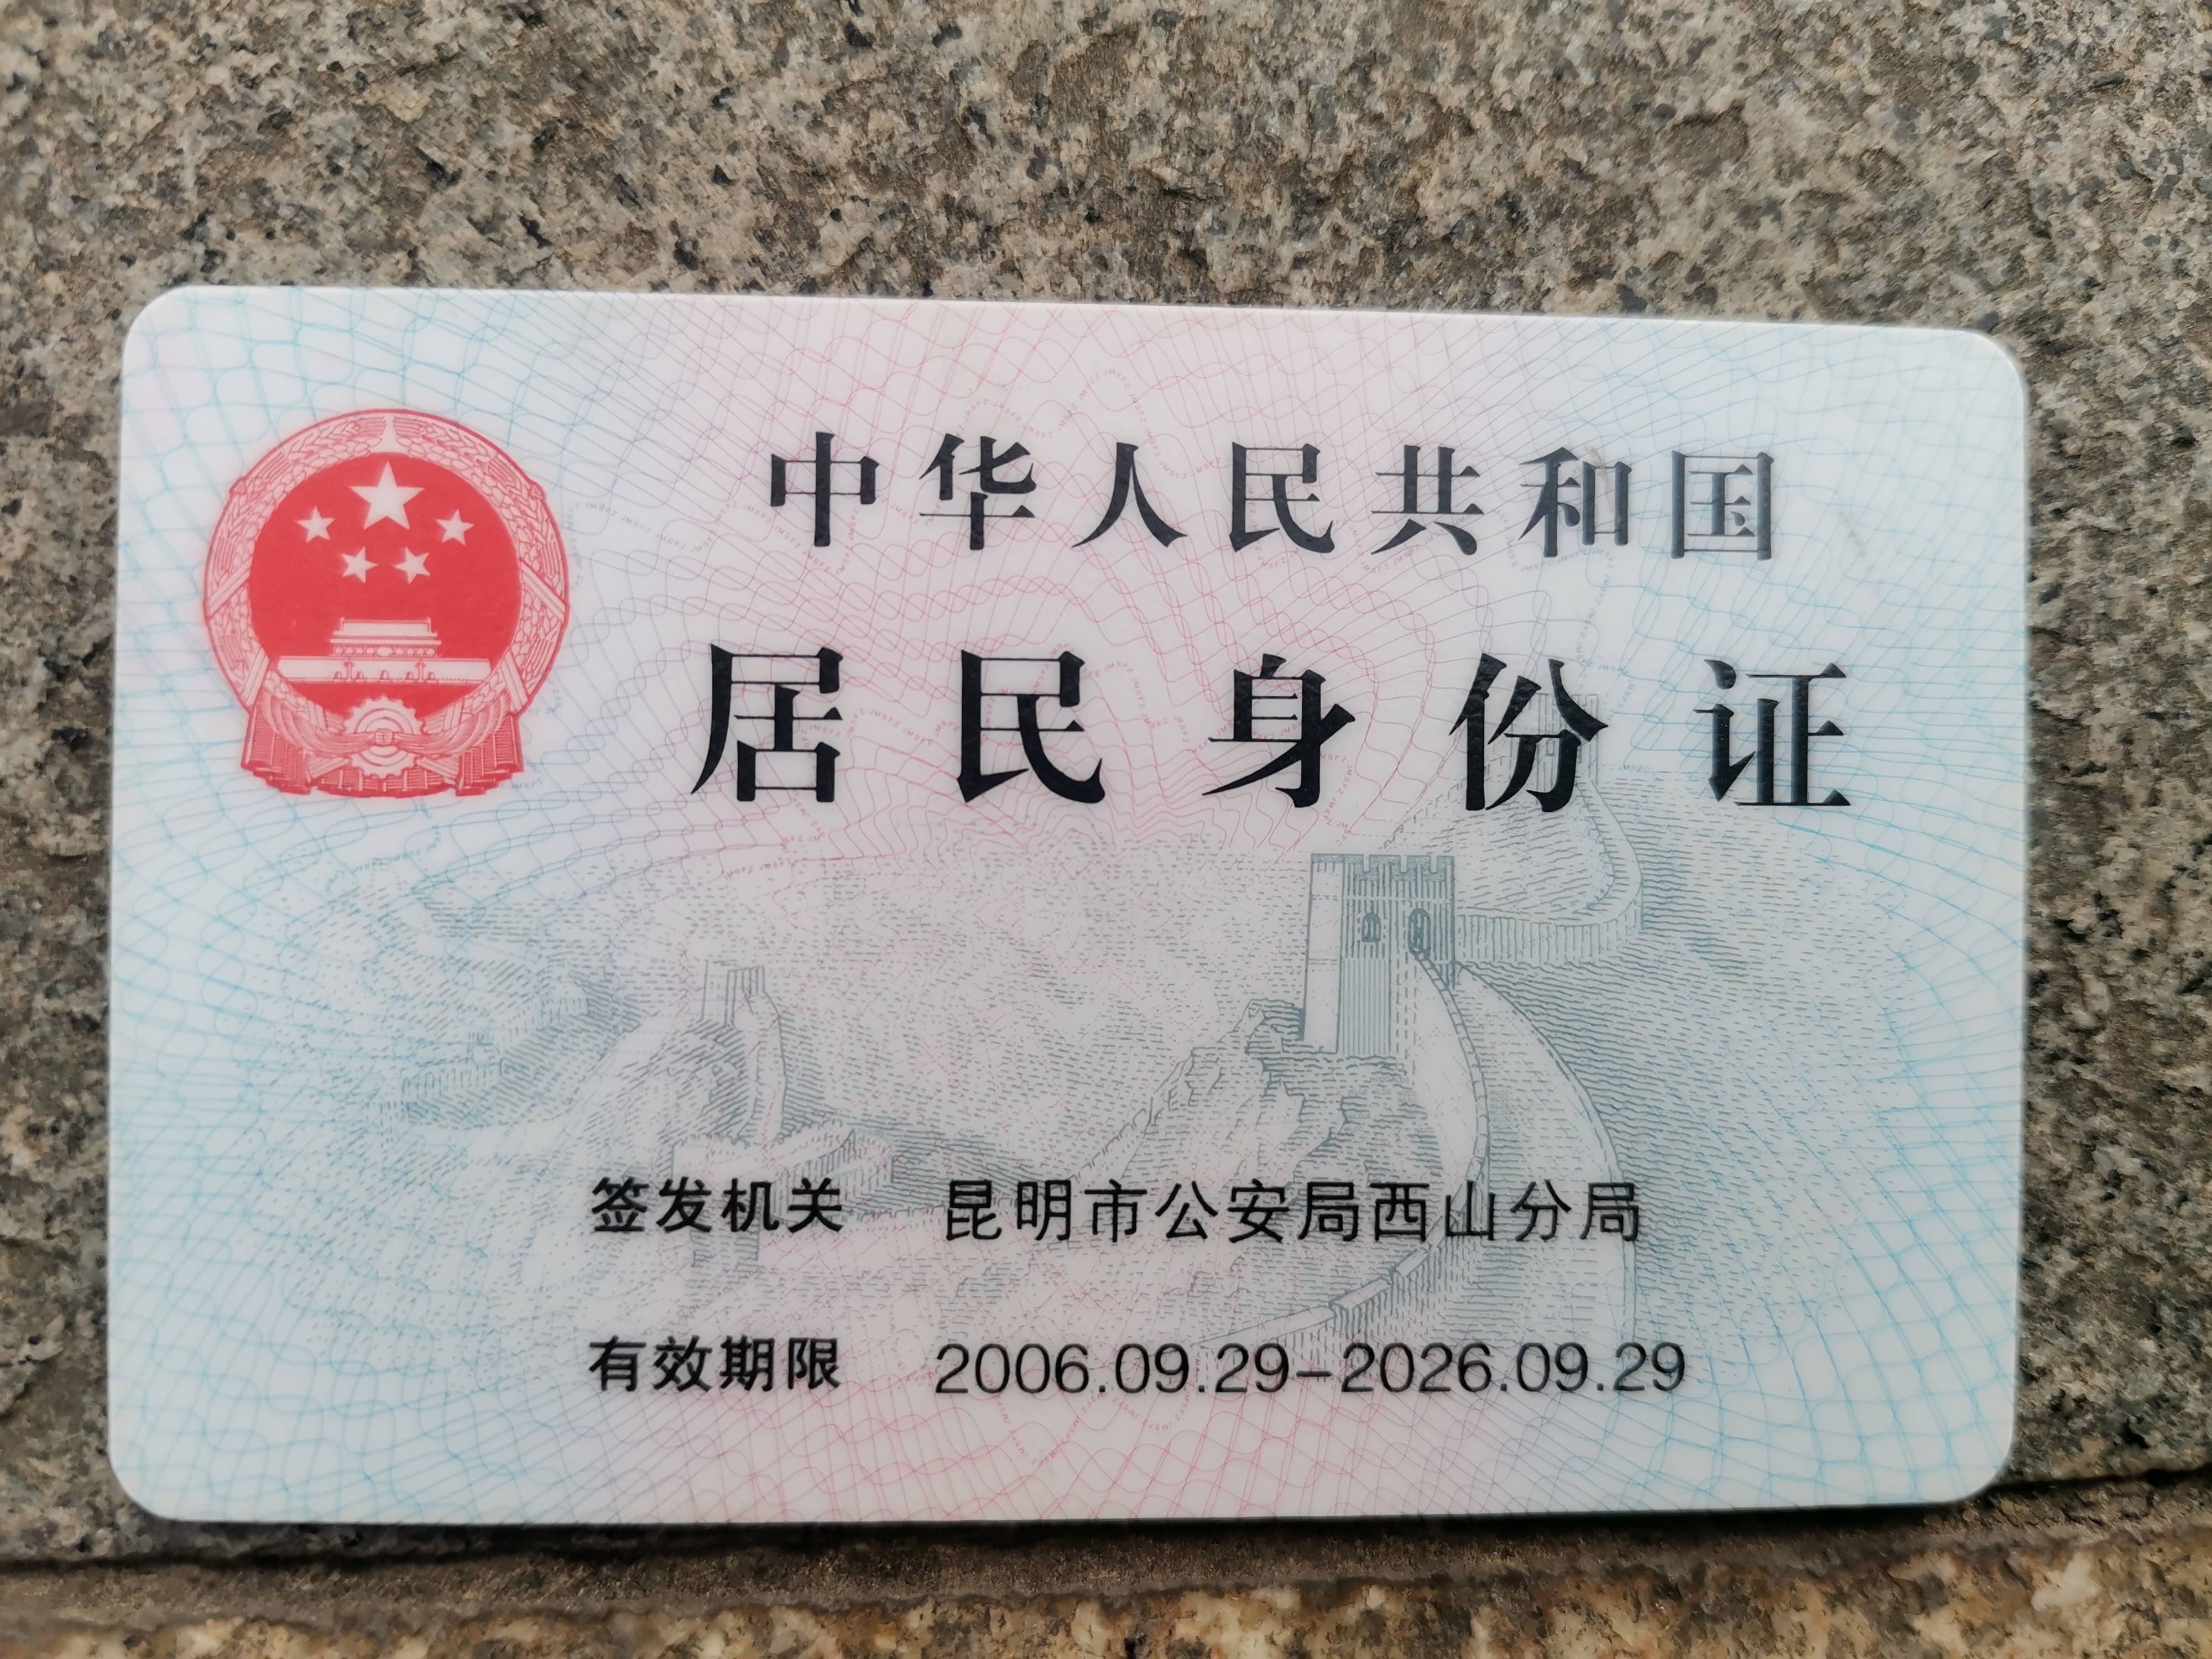 中华人民共和国
居民身份证
签发机关 昆明市公安局西山分局
有效期限 2006.09.29-2026.09.29